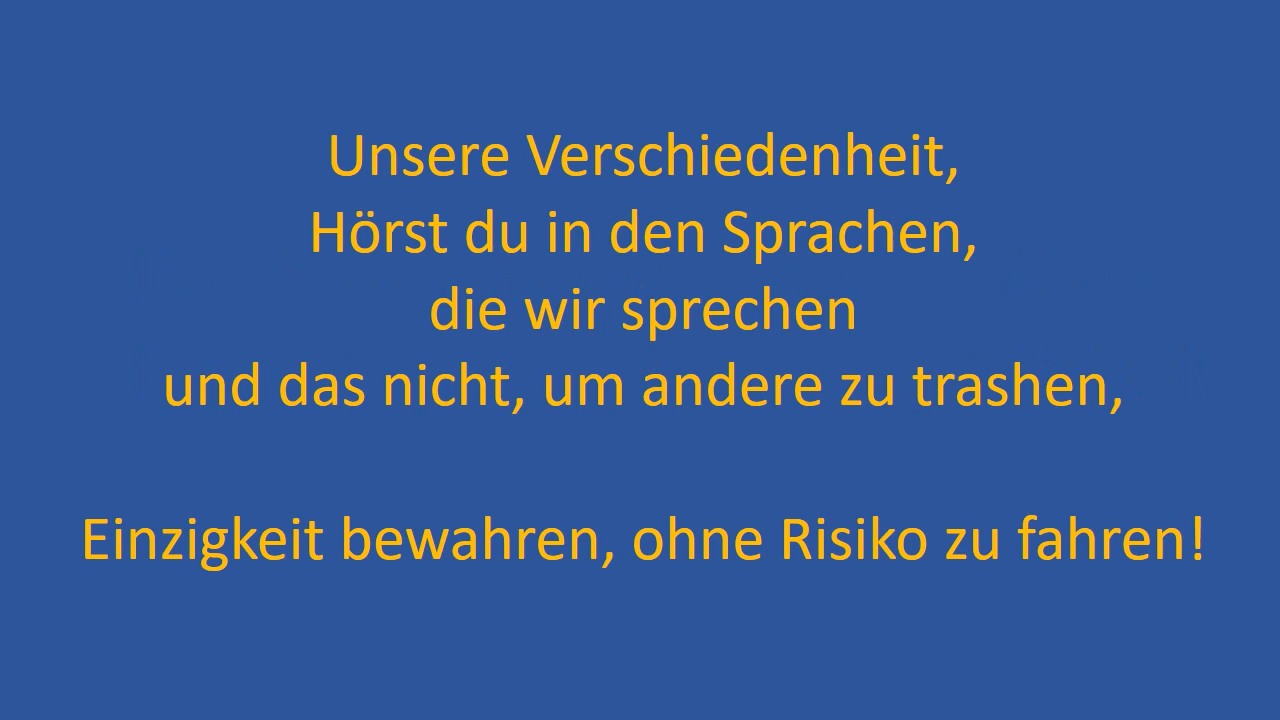 Unsere Verschiedenheit,
Hörst du in den Sprachen,
die wir sprechen
und das nicht, um andere zu trashen,
Einzigkeit bewahren, ohne Risiko zu fahren!